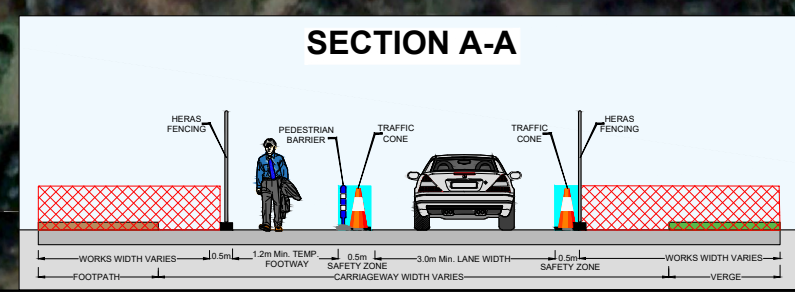 SECTION A-A
HERAS
FENCING
PEDESTRIAN
BARRIER
TRAFFIC
CONE
TRAFFIC
CONE
HERAS
FENCING
WORKS WIDTH VARIES
0.5m
1.2m Min. TEMP.
FOOTWAY
0.5m
SAFETY ZONE
3.0m Min. LANE WIDTH
0.5m
SAFETY ZONE
WORKS WIDTH VARIES
FOOTPATH
CARRIAGEWAY WIDTH VARIES
VERGE